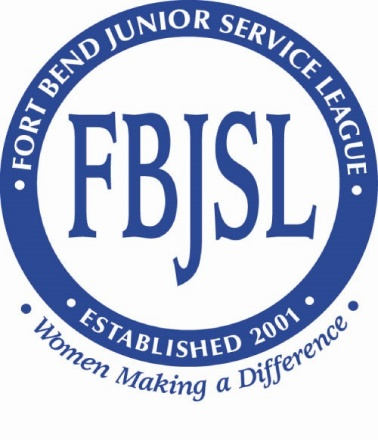 FORT BEND JUNIOR SERVICE LEAGUE
FBJSL
ESTABLISHED 2001
Women Making a Difference